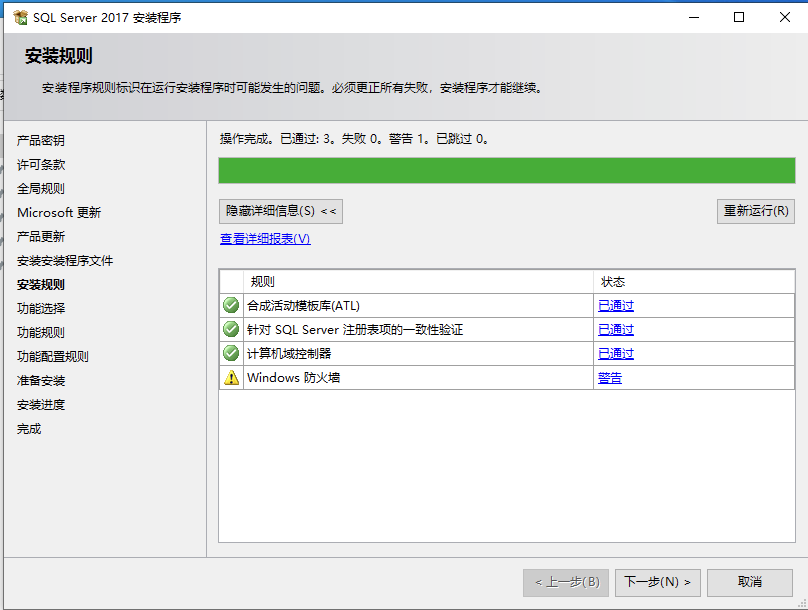 SQL Server 2017 安装程序
安装规则
安装程序规则标识在运行安装程序时可能发生的问题。必须更正所有失败，安装程序才能继续。
产品密钥
许可条款
全局规则
Microsoft 更新
产品更新
安装安装程序文件
安装规则
功能选择
功能规则
功能配置规则
准备安装
安装进度
完成
操作完成。已通过: 3。失败 0。警告 1。已跳过 0。
隐藏详细信息(S) <<
重新运行(R)
查看详细报表(V)
规则 状态
合成活动模板库(ATL) 已通过
针对 SQL Server 注册表项的一致性验证 已通过
计算机域控制器 已通过
Windows 防火墙 警告
< 上一步(B) 下一步(N) > 取消